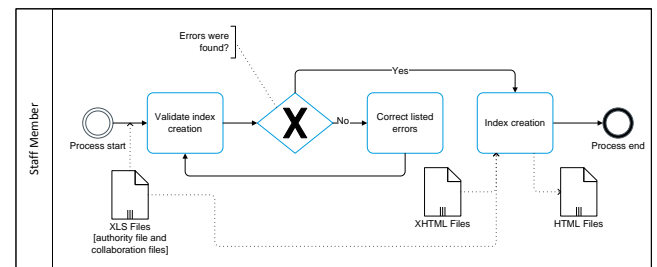 Staff Member
Errors were
found?
Yes
Process start
Validate index
creation
X
No
Correct listed
errors
Index creation
Process end
XLS Files
[authority file and
collaboration files]
XHTML Files
HTML Files